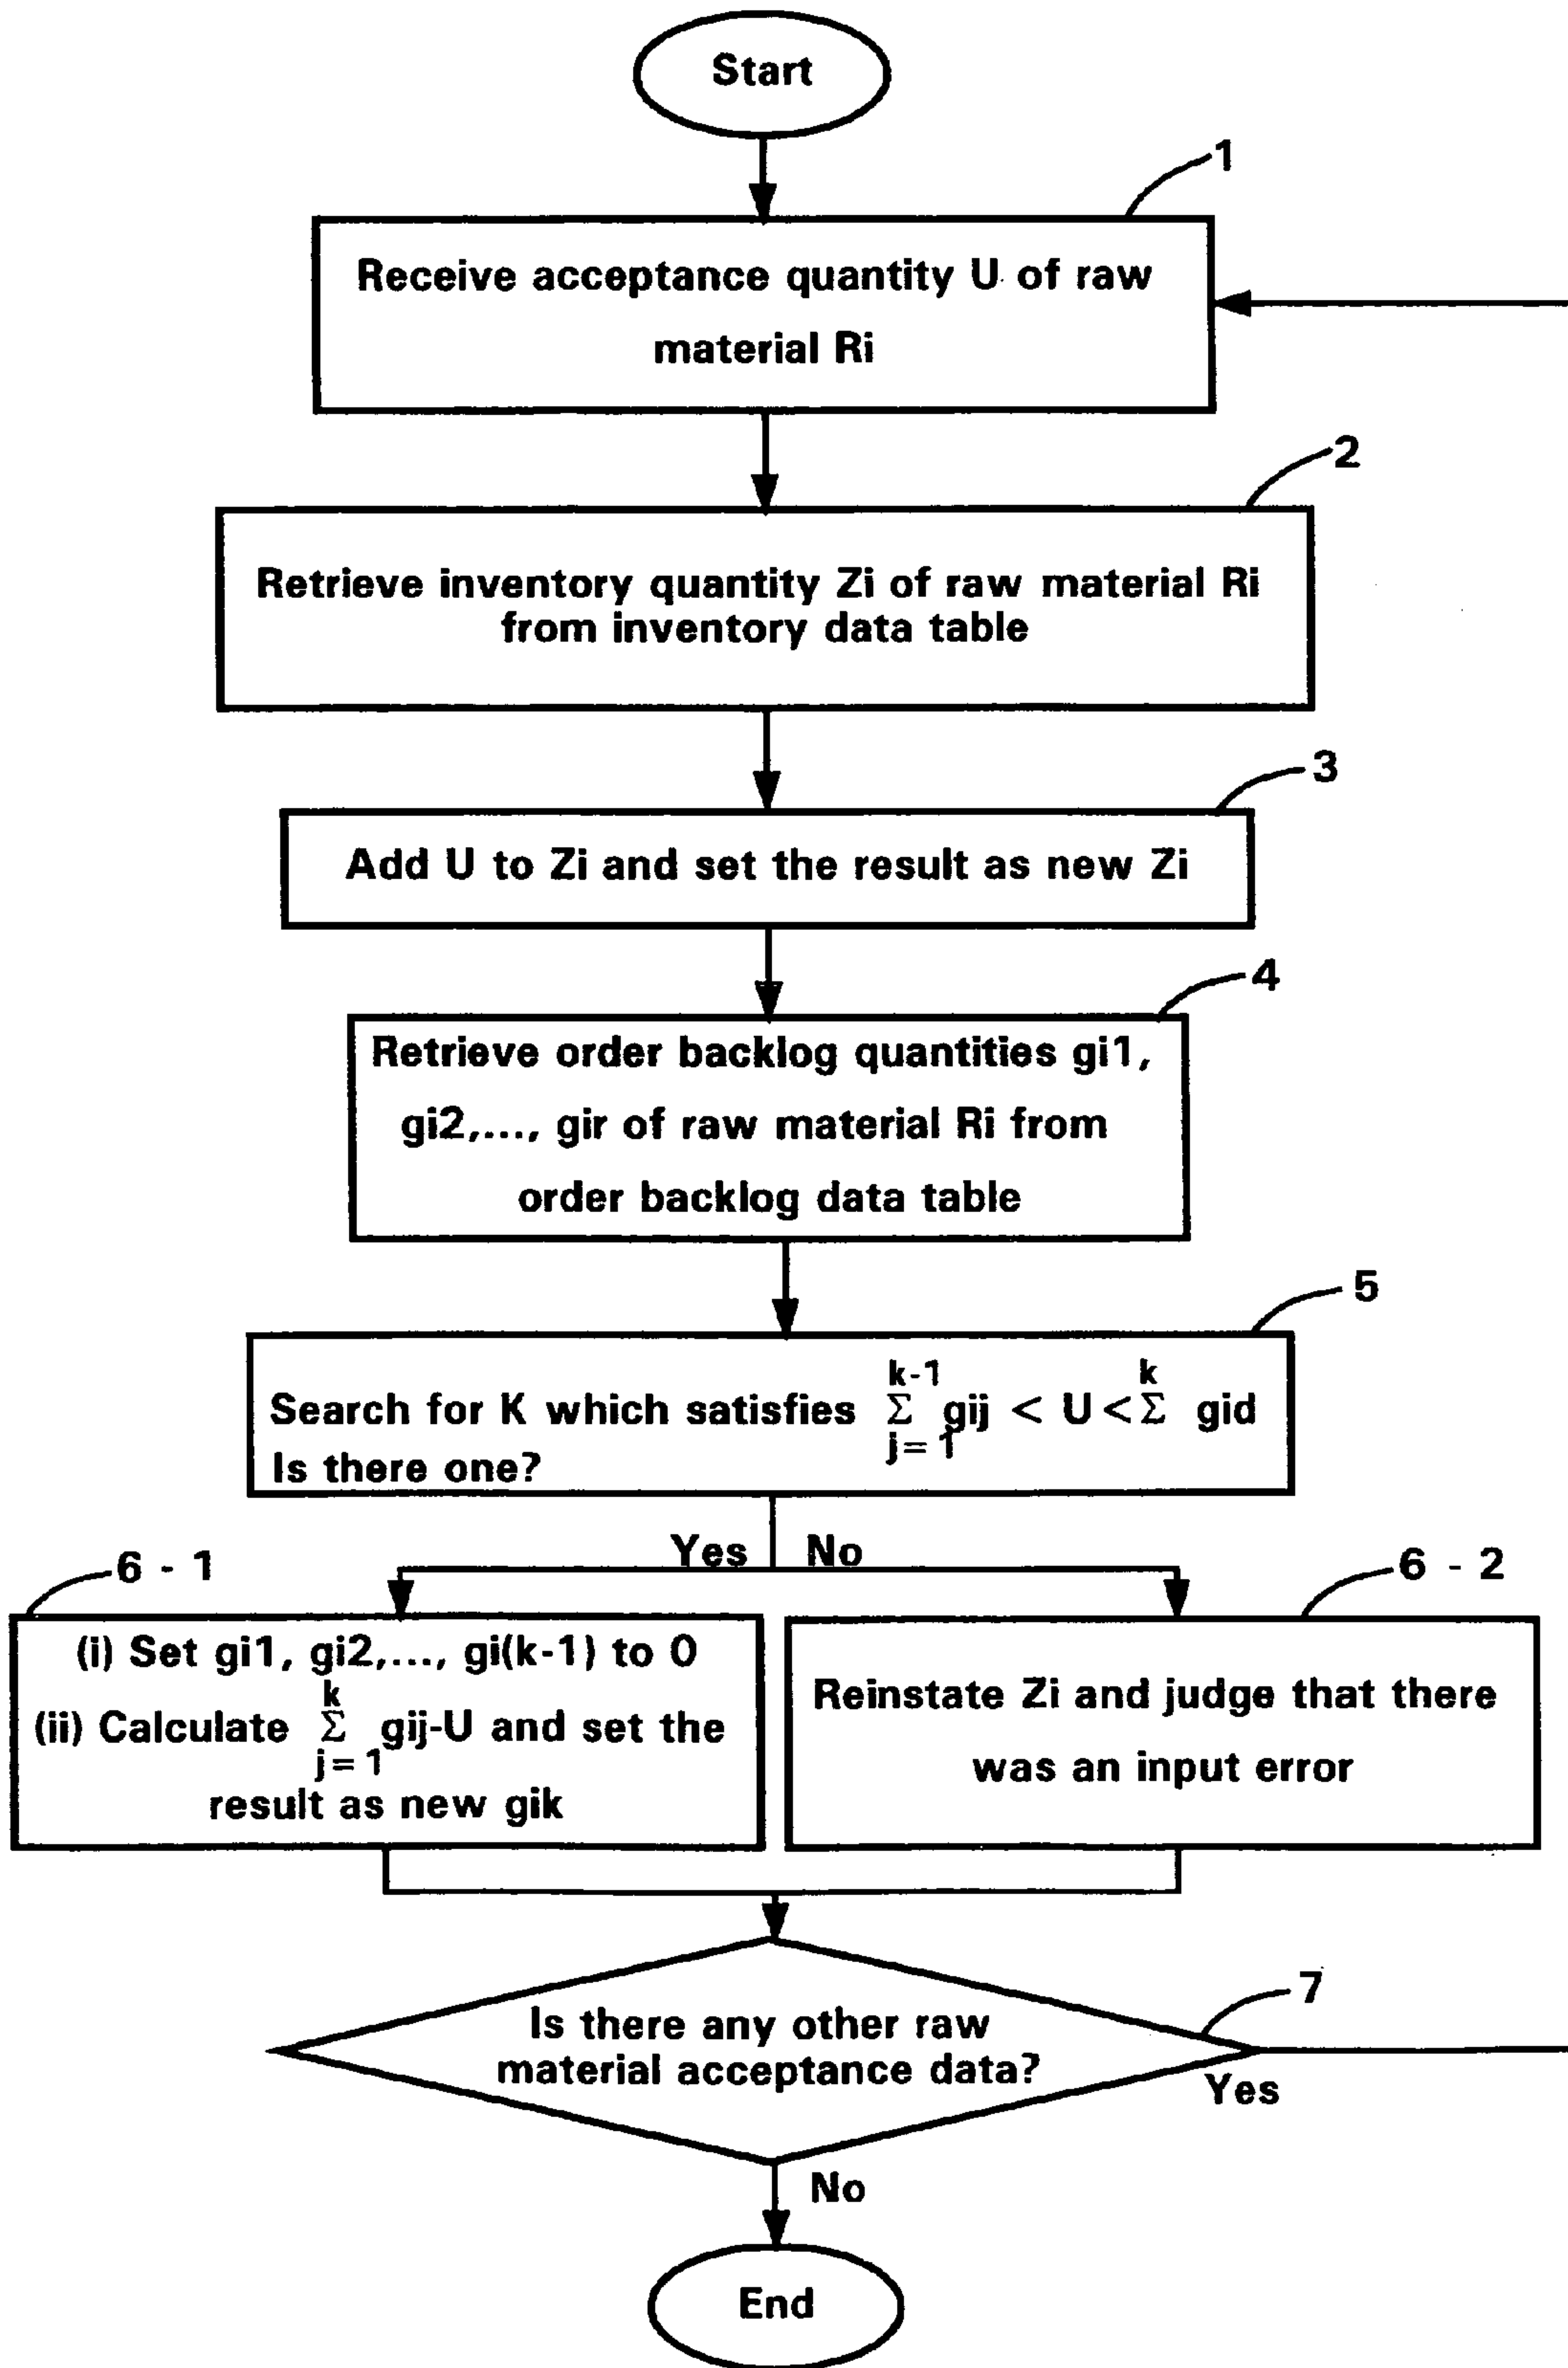 Start
1
Receive acceptance quantity U of raw
material Ri
2
Retrieve inventory quantity Zi of raw material Ri
from inventory data table
3
Add U to Zi and set the result as new Zi
4
Retrieve order backlog quantities gi1,
gi2,..., gir of raw material Ri from
order backlog data table
5
k-1 k
Search for K which satisfies Σ gij < U < Σ gid
j= 1
Is there one?
Yes No
6 - 1
(i) Set gi1, gi2,..., gi(k-1) to 0
k
(ii) Calculate Σ gij-U and set the
j= 1
result as new gik
6 - 2
Reinstate Zi and judge that there
was an input error
7
Is there any other raw
material acceptance data?
Yes
No
End